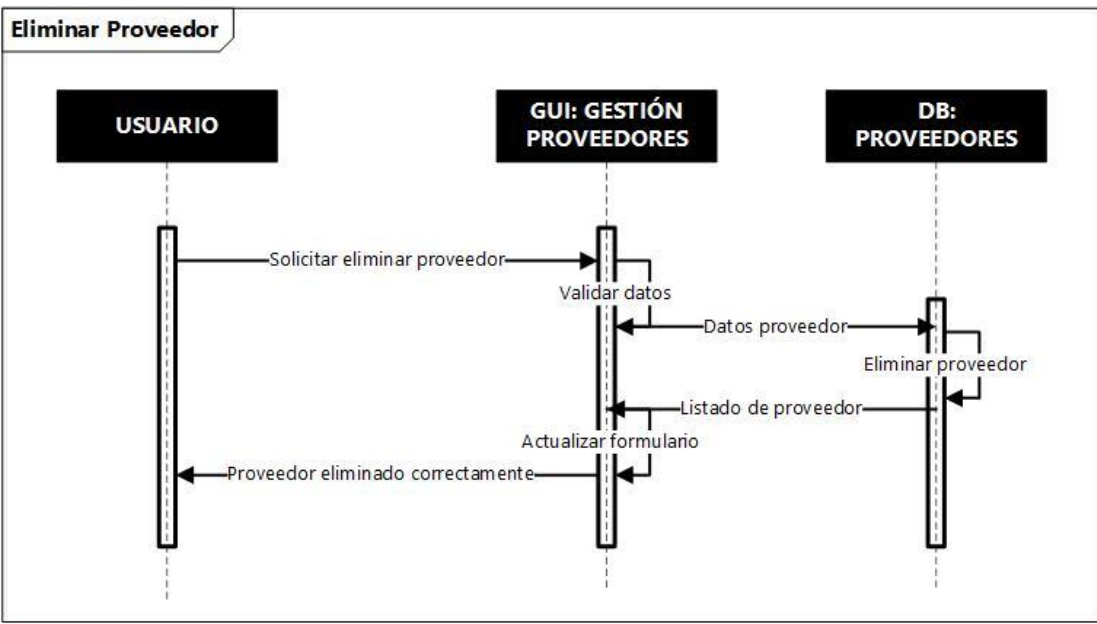 Eliminar Proveedor
USUARIO
GUI: GESTIÓN
PROVEEDORES
DB:
PROVEEDORES
Solicitar eliminar proveedor
Validar datos
Datos proveedor
Eliminar proveedor
Listado de proveedor
Actualizar formulario
Proveedor eliminado correctamente